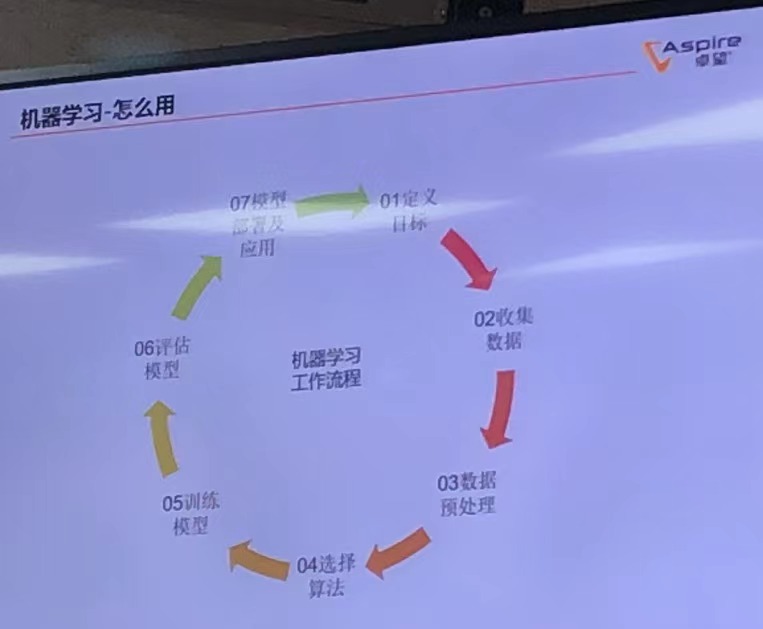 Aspire
卓望
机器学习-怎么用
01定义
目标
02收集
数据
03数据
预处理
04选择
算法
05训练
模型
06评估
模型
07模型
部署及
应用
机器学习
工作流程